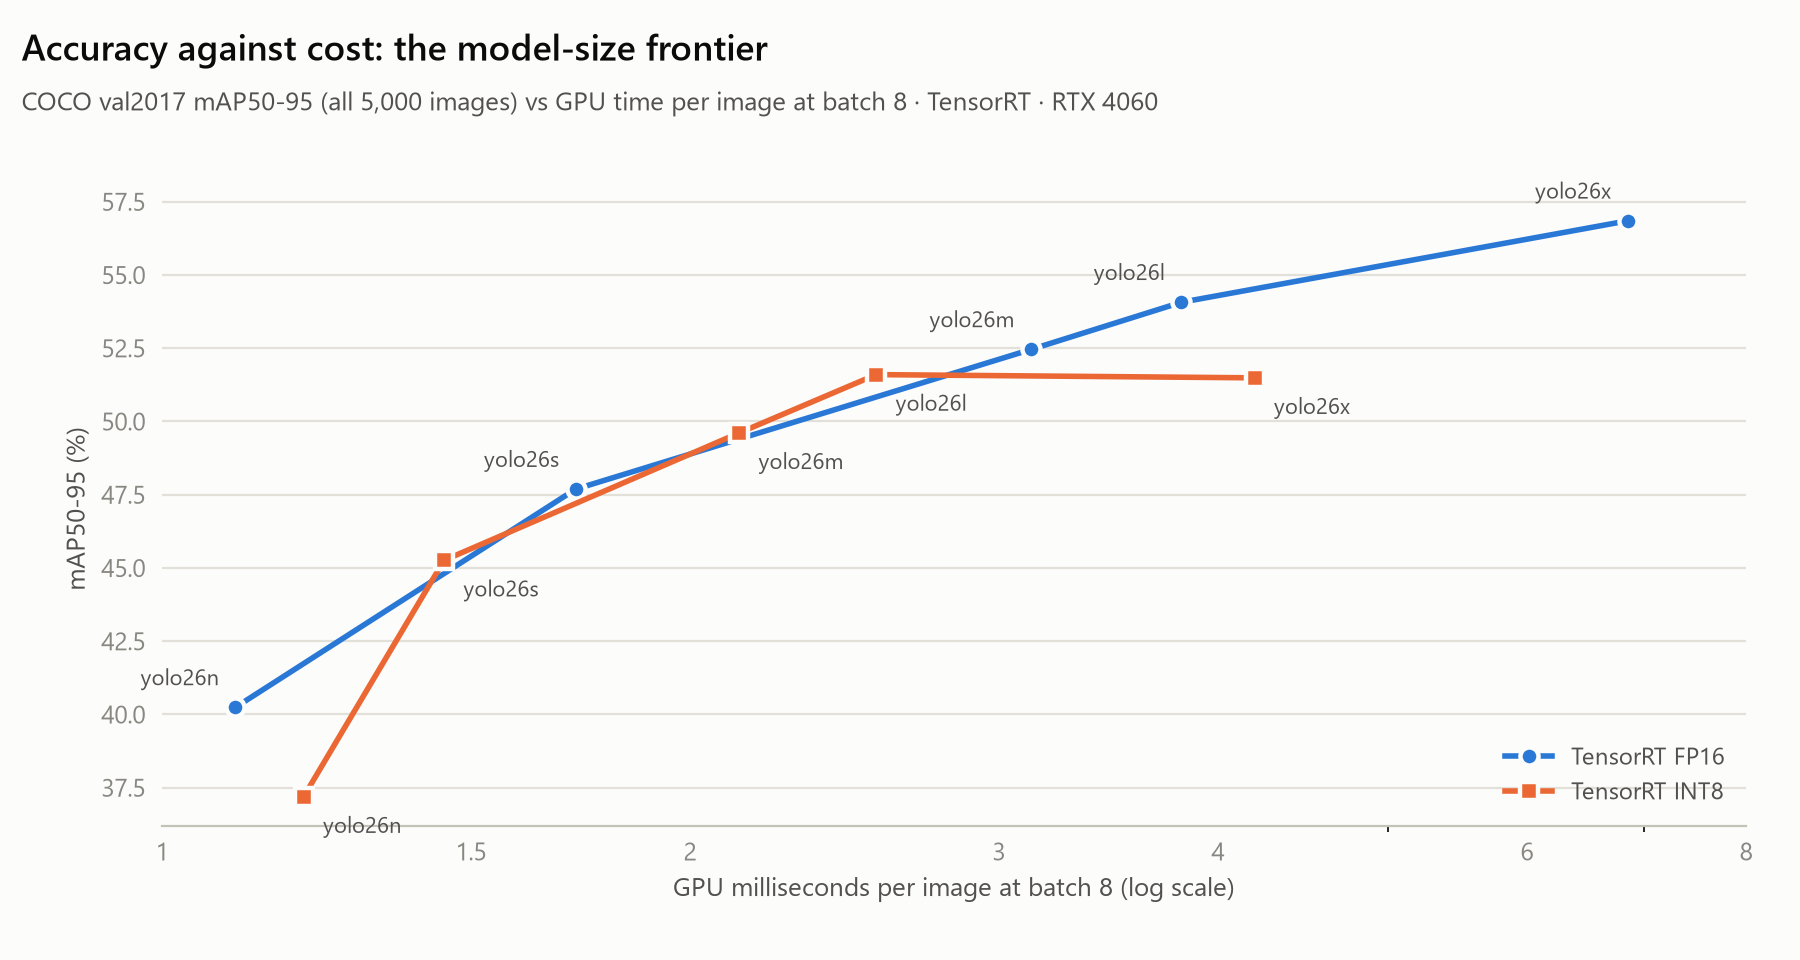 Accuracy against cost: the model-size frontier
COCO val2017 mAP50-95 (all 5,000 images) vs GPU time per image at batch 8 · TensorRT · RTX 4060
57.5
55.0
52.5
50.0
47.5
45.0
42.5
40.0
37.5
mAP50-95 (%)
yolo26x
yolo26l
yolo26m
yolo26l
yolo26x
yolo26s
yolo26m
yolo26s
yolo26n
yolo26n
TensorRT FP16
TensorRT INT8
1 1.5 2 3 4 6 8
GPU milliseconds per image at batch 8 (log scale)